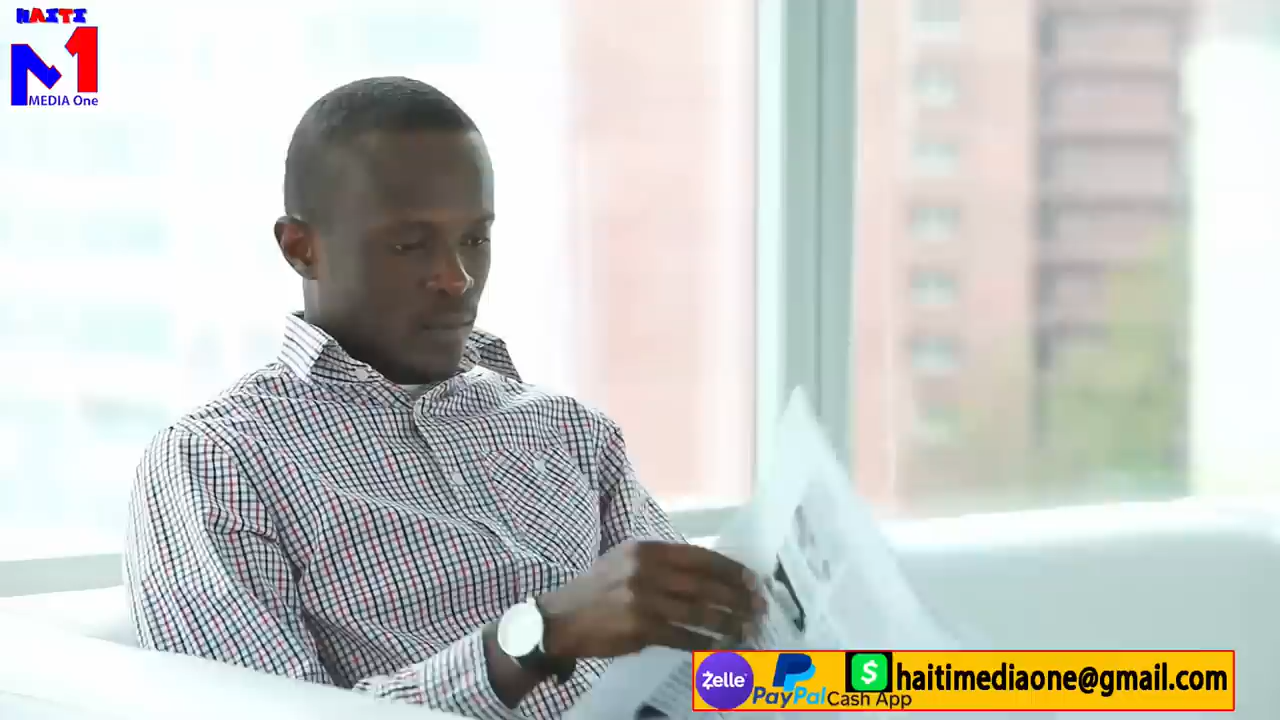 HAITI
M1
MEDIA One
Zelle
PayPal
$
Cash App
haitimediaone@gmail.com